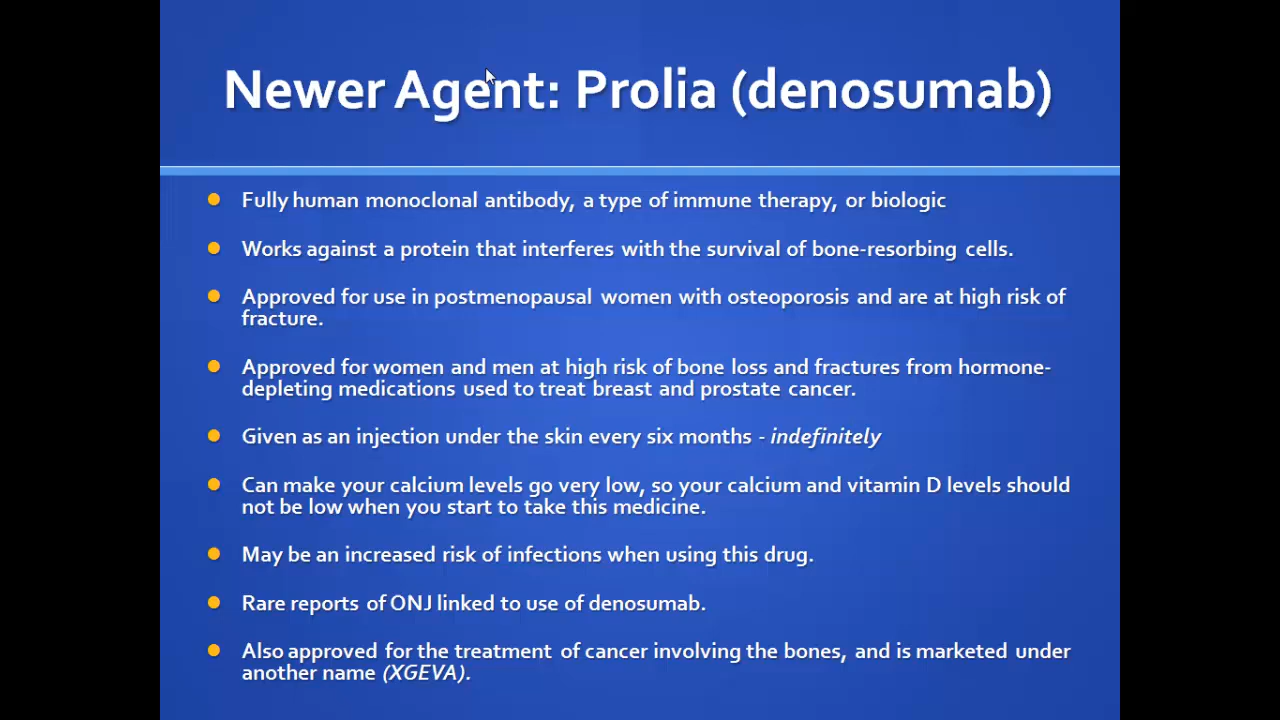 Newer Agent: Prolia (denosumab)
Fully human monoclonal antibody, a type of immune therapy, or biologic
Works against a protein that interferes with the survival of bone-resorbing cells.
Approved for use in postmenopausal women with osteoporosis and are at high risk of
fracture.
Approved for women and men at high risk of bone loss and fractures from hormone-
depleting medications used to treat breast and prostate cancer.
Given as an injection under the skin every six months - indefinitely
Can make your calcium levels go very low, so your calcium and vitamin D levels should
not be low when you start to take this medicine.
May be an increased risk of infections when using this drug.
Rare reports of ONJ linked to use of denosumab.
Also approved for the treatment of cancer involving the bones, and is marketed under
another name (XGEVA).